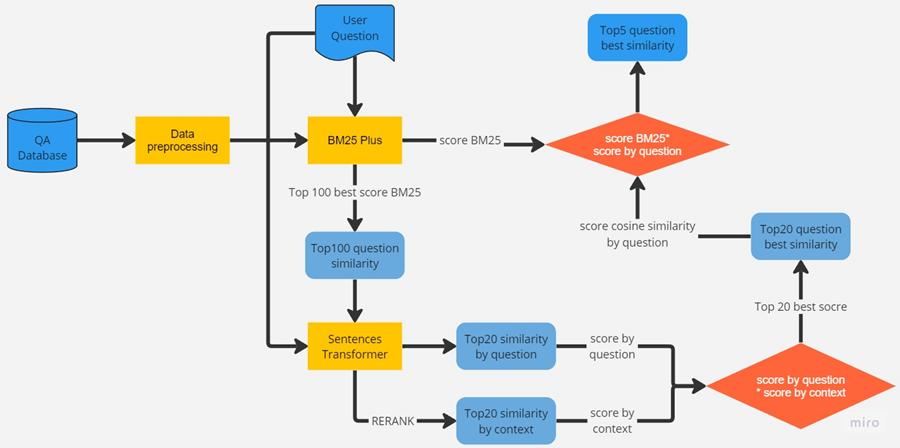 User
Question
Top5 question
best similarity
QA
Database
Data
preprocessing
BM25 Plus
score BM25
score BM25*
score by question
Top 100 best score BM25
Top100 question
similarity
score cosine similarity
by question
Top20 question
best similarity
Top 20 best socre
Sentences
Transformer
Top20 similarity
by question
score by
question
score by question
* score by context
RERANK
Top20 similarity
by context
score by
context
miro